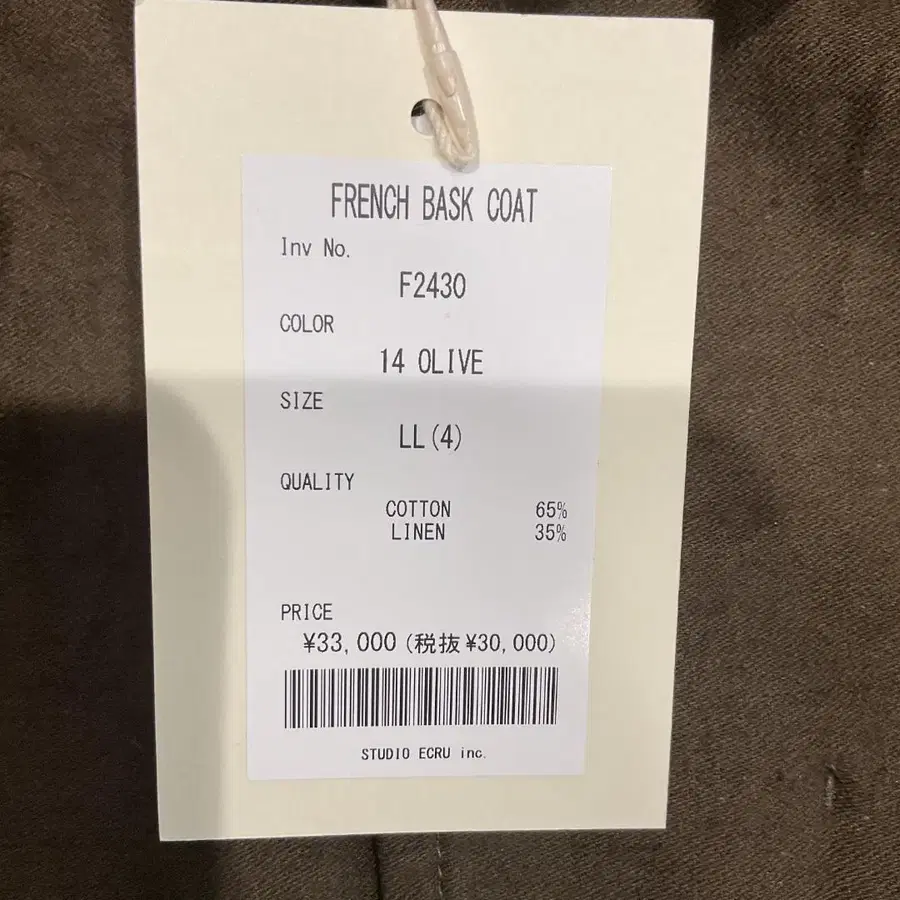 FRENCH BASK COAT
Inv No.
F2430
COLOR
14 OLIVE
SIZE
LL(4)
QUALITY
COTTON 65%
LINEN 35%
PRICE
¥33,000(税抜¥30,000)
STUDIO ECRU inc.